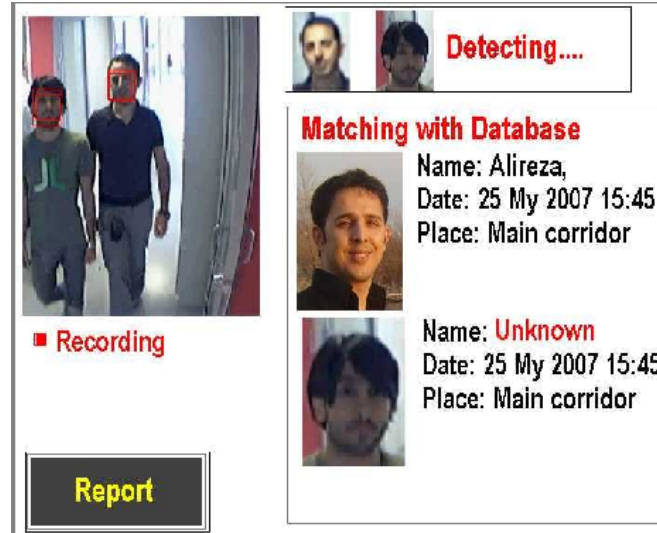 Detecting....
Matching with Database
Name: Alireza,
Date: 25 My 2007 15:45
Place: Main corridor
Recording
Name: Unknown
Date: 25 My 2007 15:45
Place: Main corridor
Report